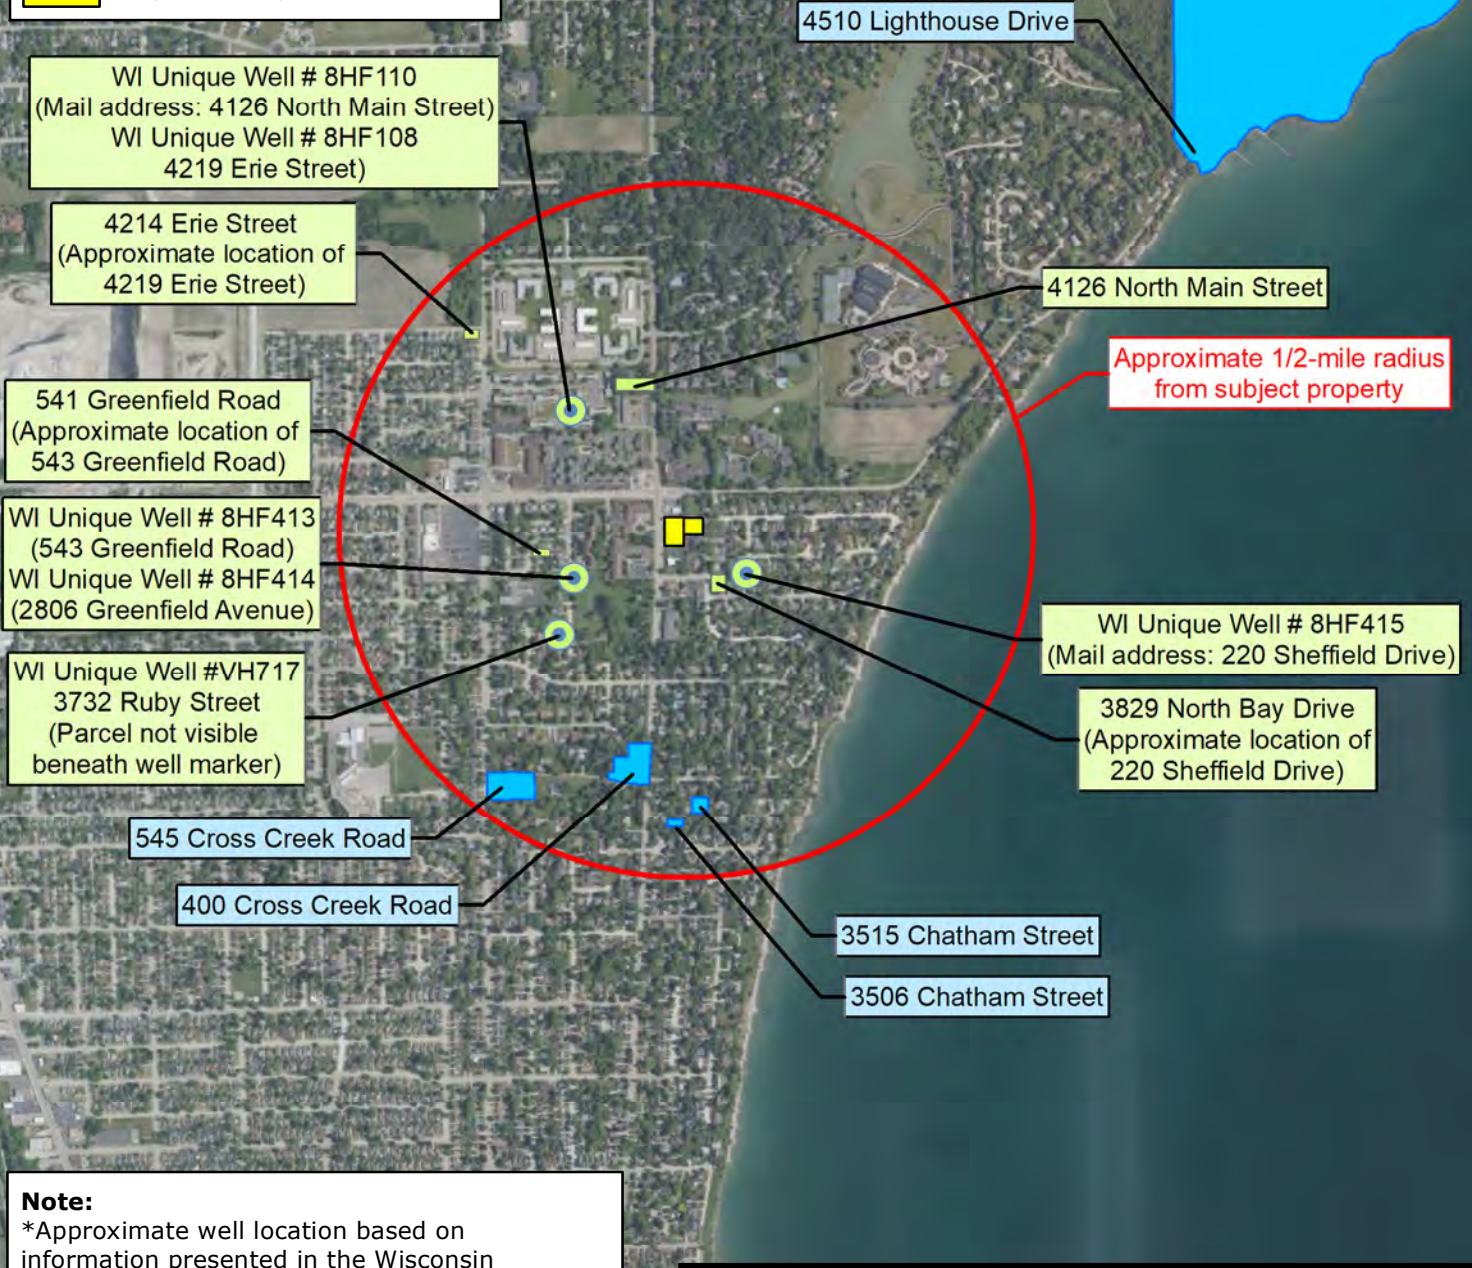 4510 Lighthouse Drive
WI Unique Well # 8HF110
(Mail address: 4126 North Main Street)
WI Unique Well # 8HF108
4219 Erie Street)
4214 Erie Street
(Approximate location of
4219 Erie Street)
4126 North Main Street
Approximate 1/2-mile radius
from subject property
541 Greenfield Road
(Approximate location of
543 Greenfield Road)
WI Unique Well # 8HF413
(543 Greenfield Road)
WI Unique Well # 8HF414
(2806 Greenfield Avenue)
WI Unique Well # 8HF415
(Mail address: 220 Sheffield Drive)
WI Unique Well #VH717
3732 Ruby Street
(Parcel not visible
beneath well marker)
3829 North Bay Drive
(Approximate location of
220 Sheffield Drive)
545 Cross Creek Road
400 Cross Creek Road
3515 Chatham Street
3506 Chatham Street
Note:
*Approximate well location based on
information presented in the Wisconsin